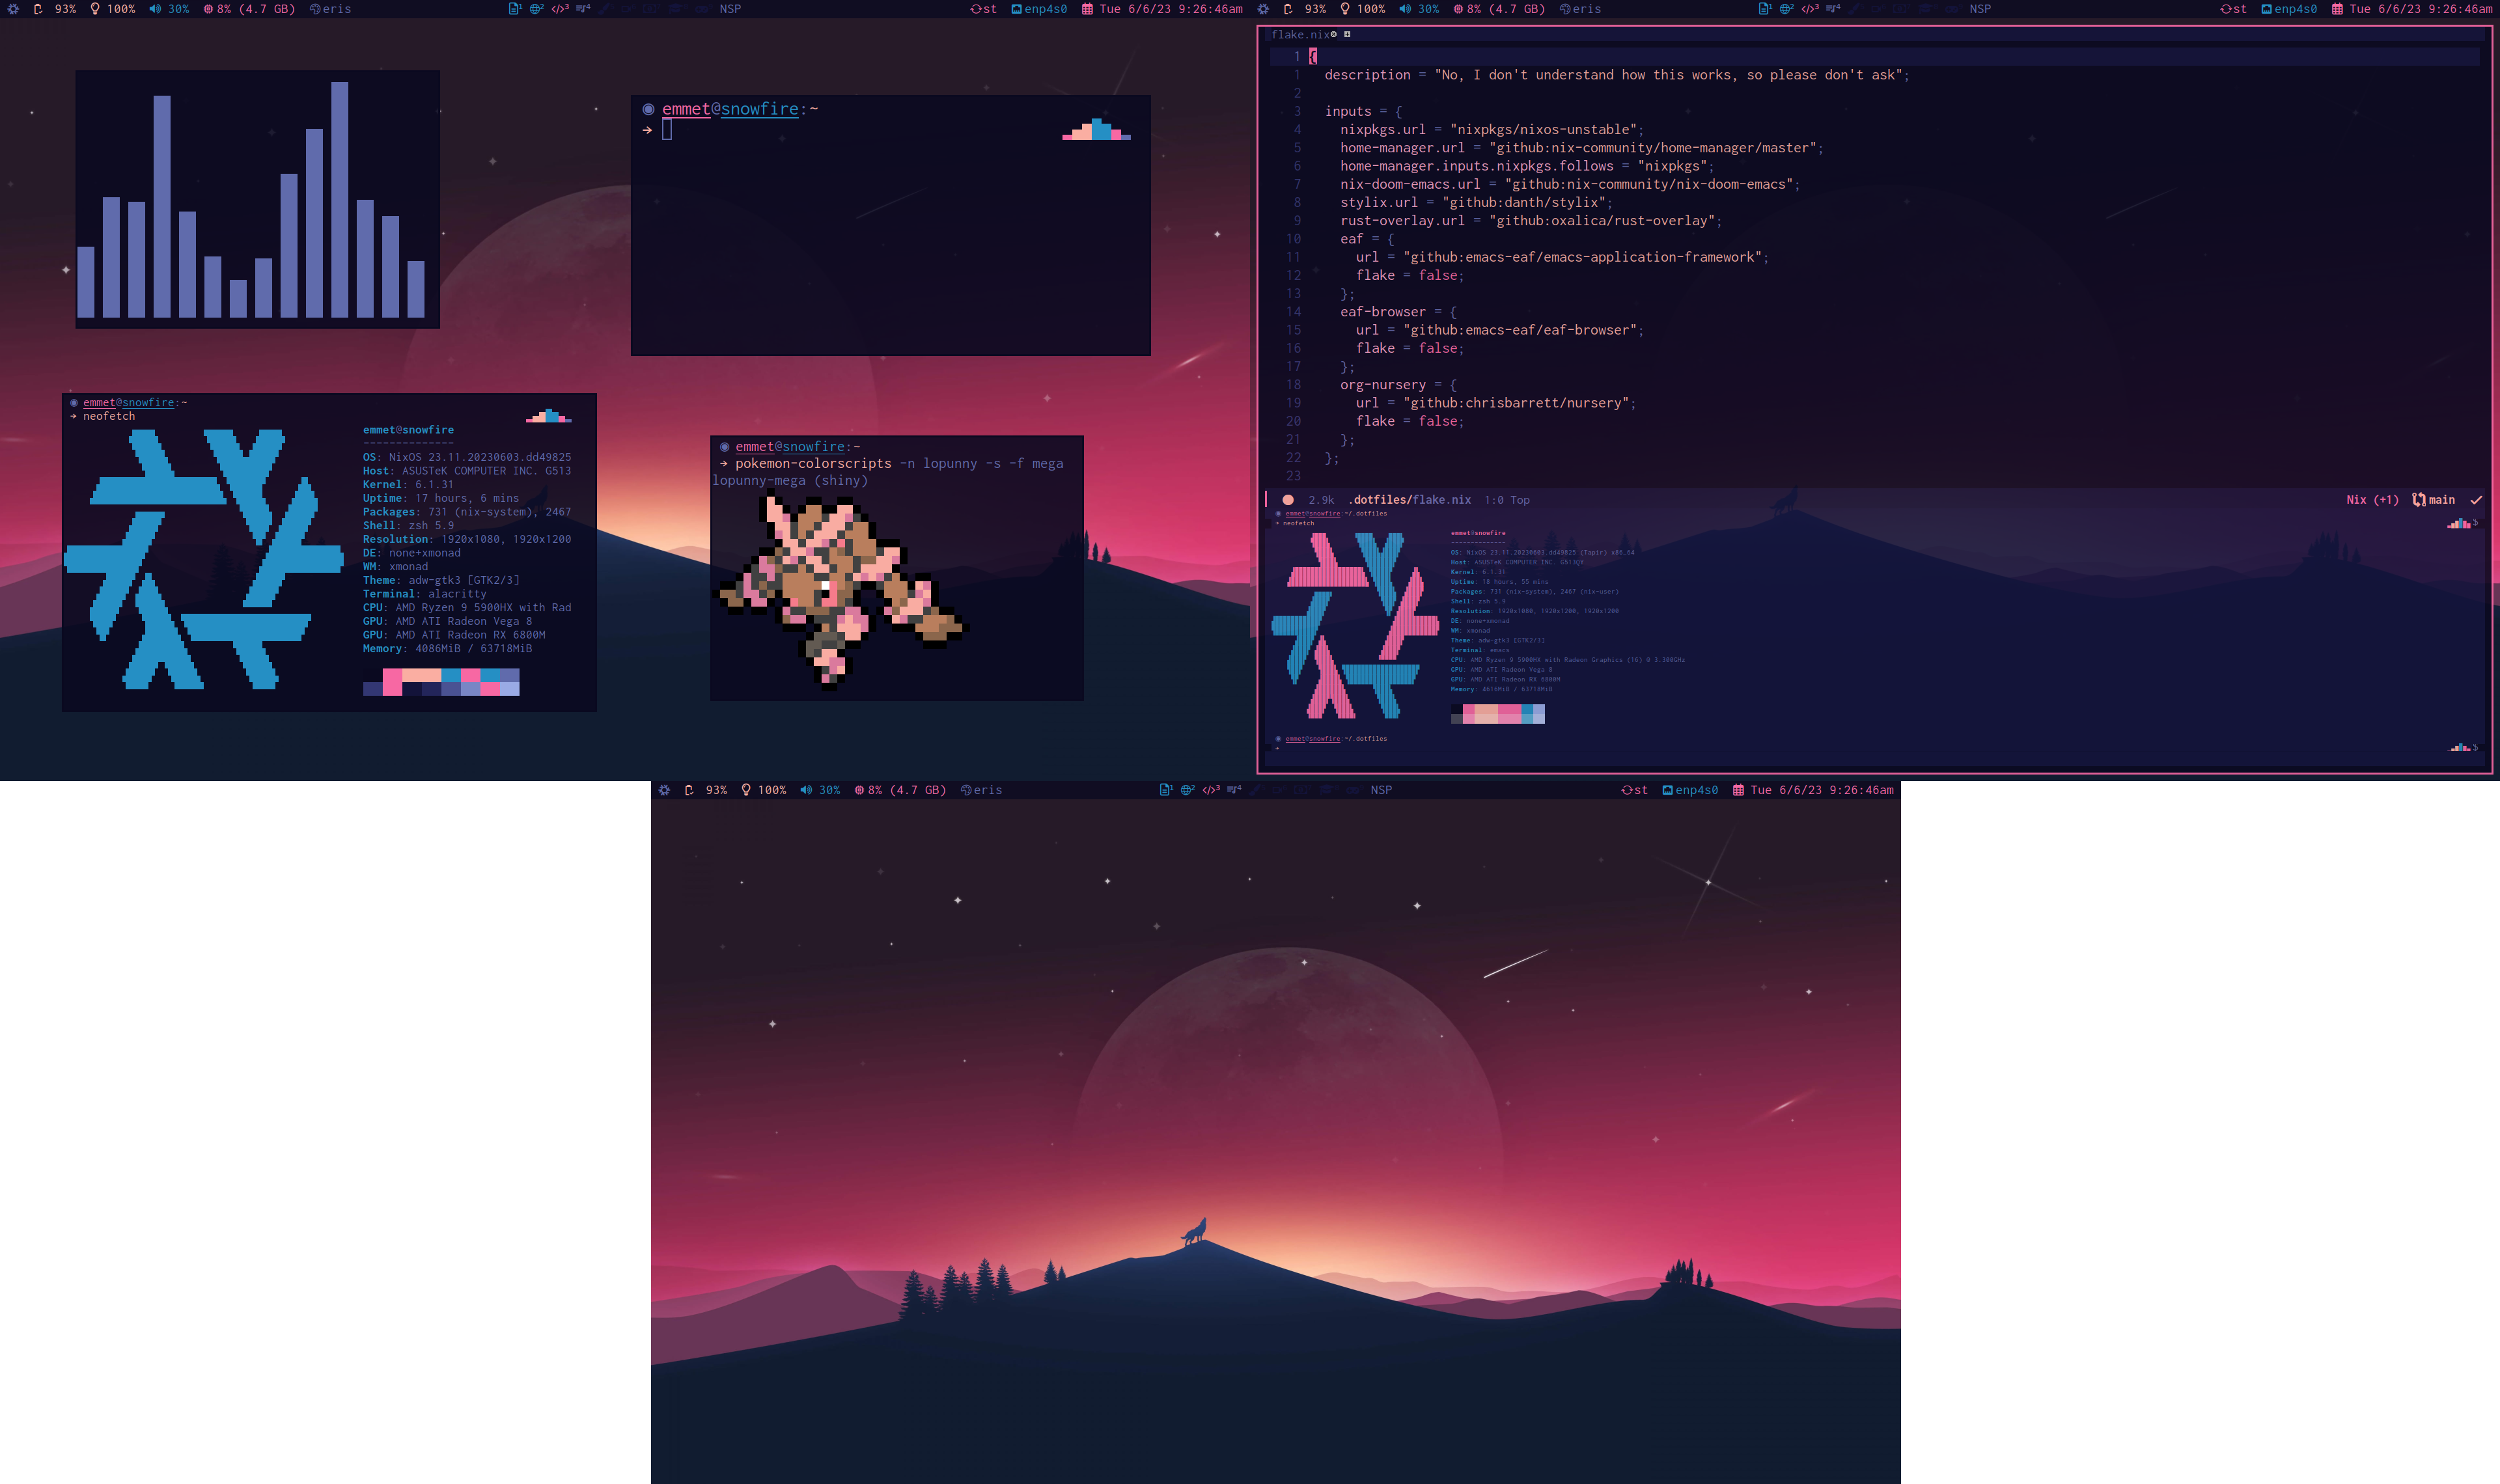 93% 100% 30% 8% (4.7 GB) eris 1 2 </>3 4 NSP st enp4s0 Tue 6/6/23 9:26:46am
93% 100% 30% 8% (4.7 GB) eris 1 2 </>3 4 NSP st enp4s0 Tue 6/6/23 9:26:46am
emmet@snowfire:~
emmet@snowfire:~
→ neofetch
emmet@snowfire
--------------
OS: NixOS 23.11.20230603.dd49825
Host: ASUSTeK COMPUTER INC. G513
Kernel: 6.1.31
Uptime: 17 hours, 6 mins
Packages: 731 (nix-system), 2467
Shell: zsh 5.9
Resolution: 1920x1080, 1920x1200
DE: none+xmonad
WM: xmonad
Theme: adw-gtk3 [GTK2/3]
Terminal: alacritty
CPU: AMD Ryzen 9 5900HX with Rad
GPU: AMD ATI Radeon Vega 8
GPU: AMD ATI Radeon RX 6800M
Memory: 4086MiB / 63718MiB
emmet@snowfire:~
→ pokemon-colorscripts -n lopunny -s -f mega
lopunny-mega (shiny)
flake.nix
1 {
1 description = "No, I don't understand how this works, so please don't ask";
2
3 inputs = {
4 nixpkgs.url = "nixpkgs/nixos-unstable";
5 home-manager.url = "github:nix-community/home-manager/master";
6 home-manager.inputs.nixpkgs.follows = "nixpkgs";
7 nix-doom-emacs.url = "github:nix-community/nix-doom-emacs";
8 stylix.url = "github:danth/stylix";
9 rust-overlay.url = "github:oxalica/rust-overlay";
10 eaf = {
11 url = "github:emacs-eaf/emacs-application-framework";
12 flake = false;
13 };
14 eaf-browser = {
15 url = "github:emacs-eaf/eaf-browser";
16 flake = false;
17 };
18 org-nursery = {
19 url = "github:chrisbarrett/nursery";
20 flake = false;
21 };
22 };
23
2.9k .dotfiles/flake.nix 1:0 Top Nix (+1) main
emmet@snowfire:~/.dotfiles
→ neofetch
emmet@snowfire
--------------
OS: NixOS 23.11.20230603.dd49825 (Tapir) x86_64
Host: ASUSTeK COMPUTER INC. G513QY
Kernel: 6.1.31
Uptime: 18 hours, 55 mins
Packages: 731 (nix-system), 2467 (nix-user)
Shell: zsh 5.9
Resolution: 1920x1080, 1920x1200, 1920x1200
DE: none+xmonad
WM: xmonad
Theme: adw-gtk3 [GTK2/3]
Terminal: emacs
CPU: AMD Ryzen 9 5900HX with Radeon Graphics (16) @ 3.300GHz
GPU: AMD ATI Radeon Vega 8
GPU: AMD ATI Radeon RX 6800M
Memory: 4616MiB / 63718MiB
emmet@snowfire:~/.dotfiles
93% 100% 30% 8% (4.7 GB) eris 1 2 </>3 4 NSP st enp4s0 Tue 6/6/23 9:26:46am